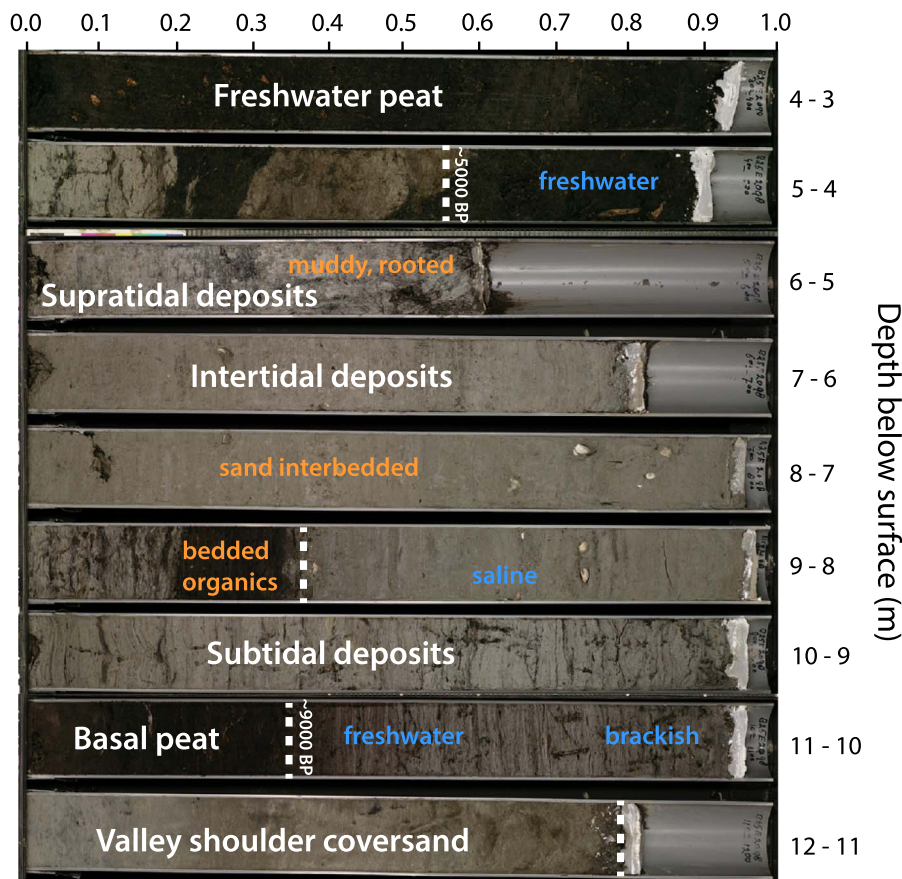 0.0 0.1 0.2 0.3 0.4 0.5 0.6 0.7 0.8 0.9 1.0
Freshwater peat
4 - 3
~5000 BP
freshwater
5 - 4
muddy, rooted
Supratidal deposits
6 - 5
Intertidal deposits
7 - 6
sand interbedded
8 - 7
bedded
organics
saline
9 - 8
Subtidal deposits
10 - 9
Basal peat
~9000 BP
freshwater
brackish
11 - 10
Valley shoulder coversand
12 - 11
Depth below surface (m)